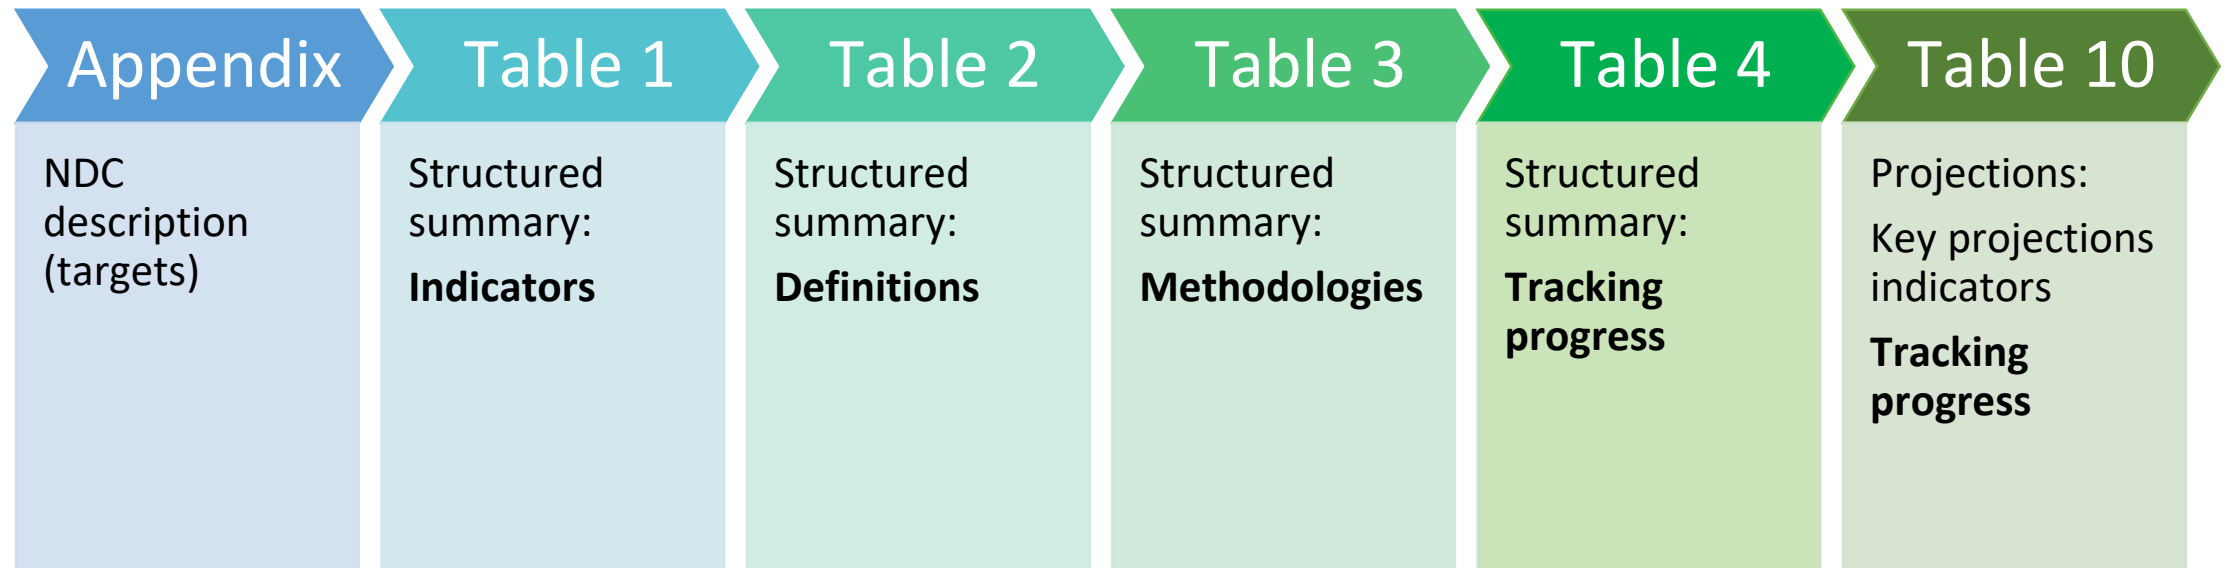 Appendix
NDC
description
(targets)
Table 1
Structured
summary:
Indicators
Table 2
Structured
summary:
Definitions
Table 3
Structured
summary:
Methodologies
Table 4
Structured
summary:
Tracking
progress
Table 10
Projections:
Key projections
indicators
Tracking
progress